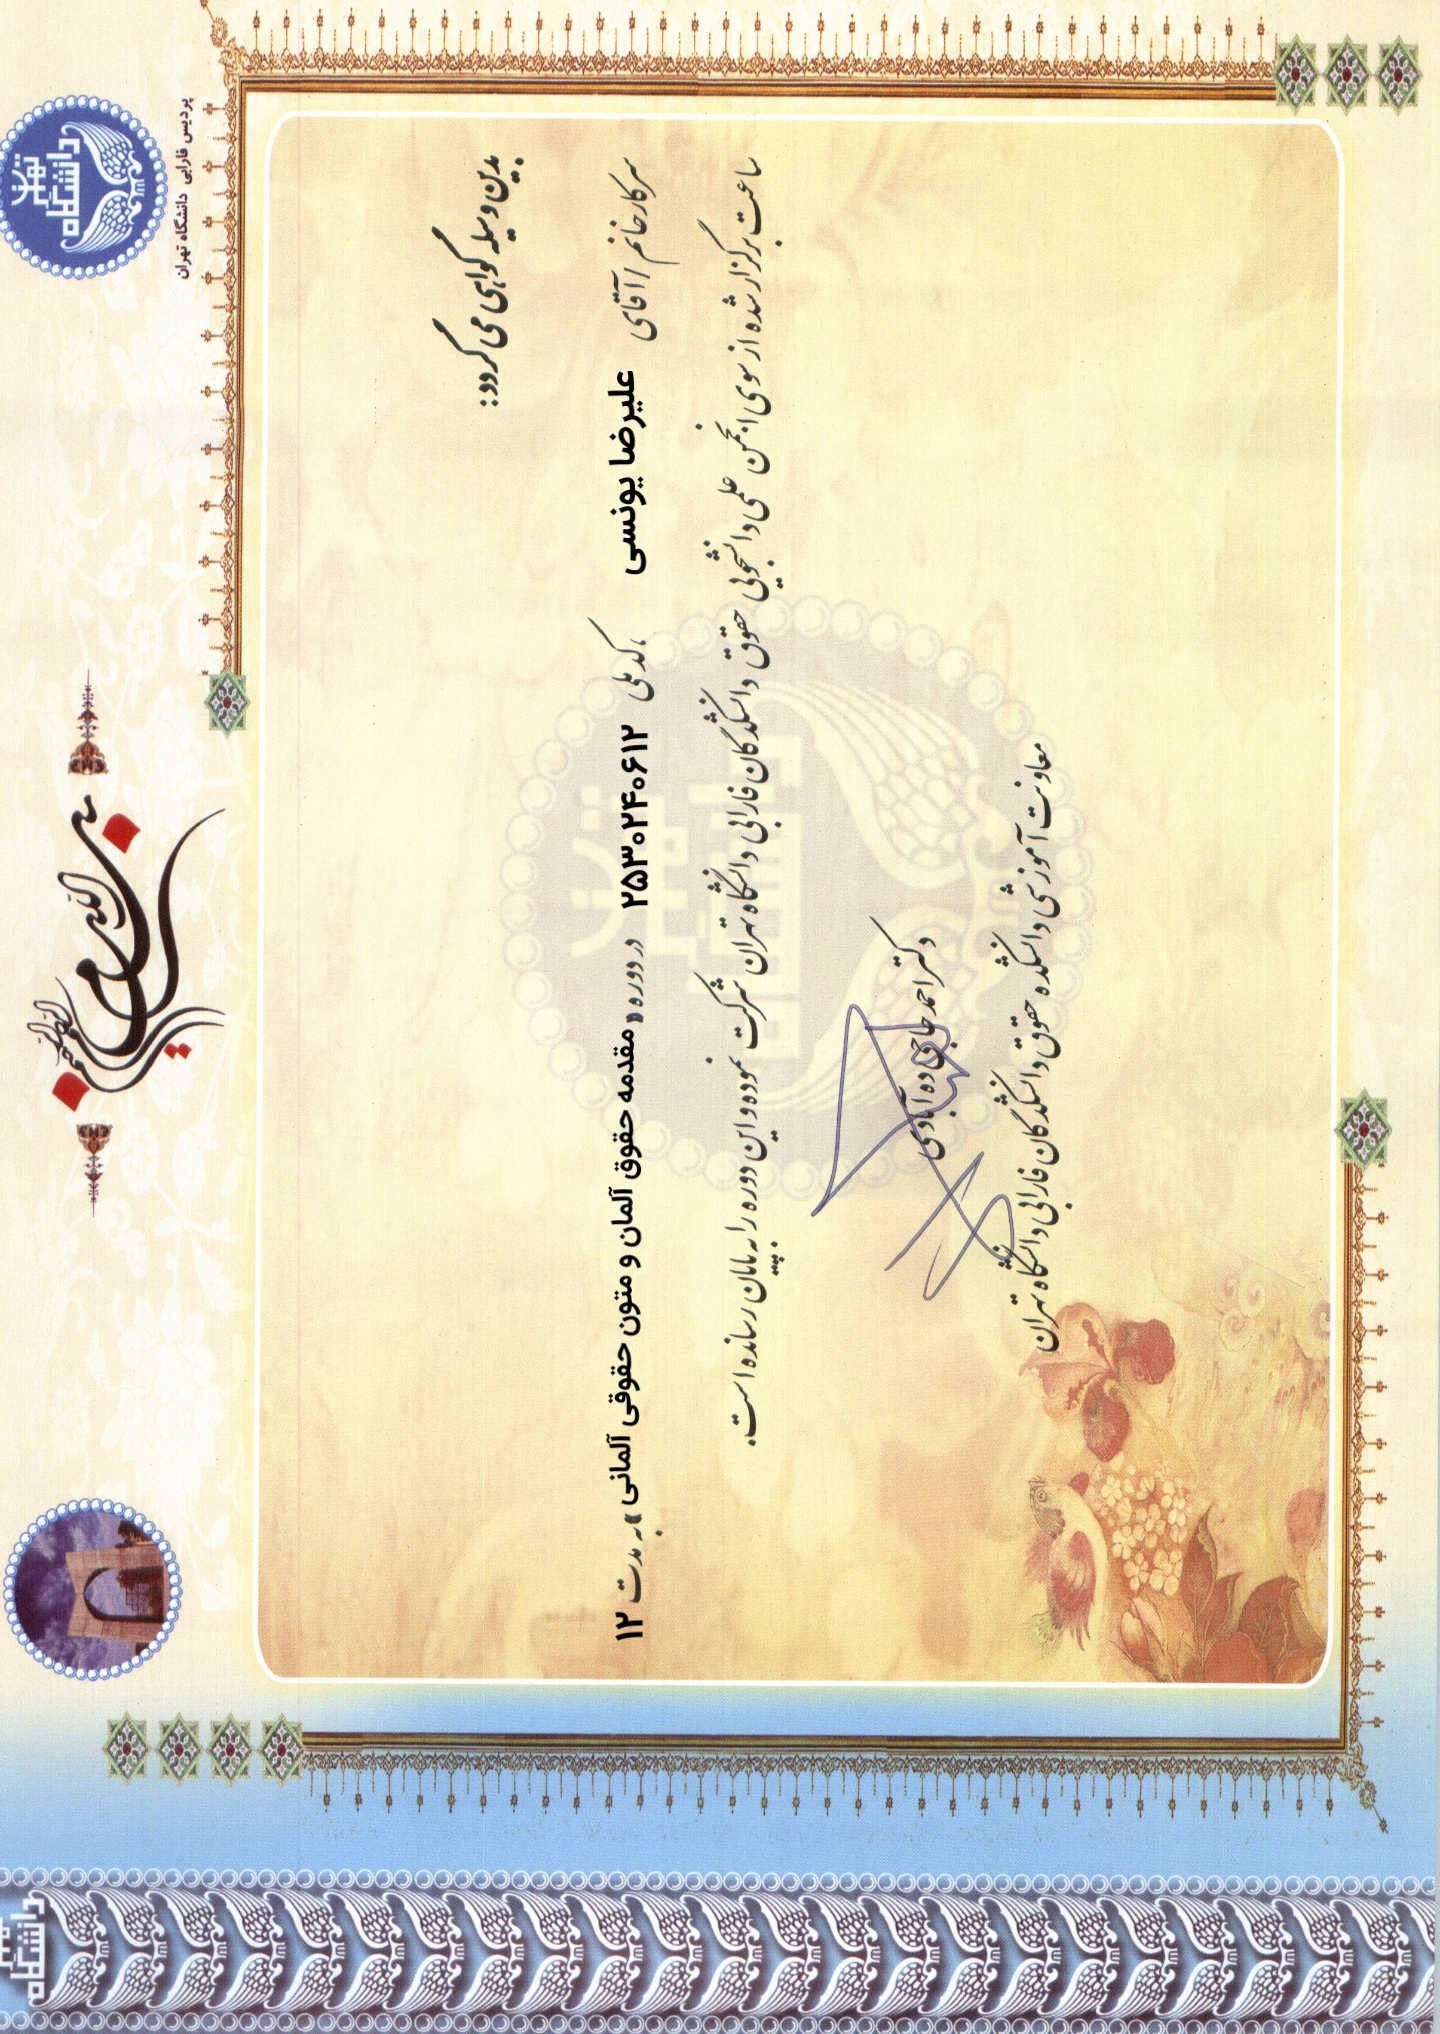 بسم الله الرحمن الرحیم
تهران
دانشگاه
پردیس فارابی دانشگاه تهران
بدین وسیله گواهی می گردد:
سرکار خانم / آقای علیرضا یونسی ، کد ملی ۲۵۳۰۲۴۰۶۱۲ در دوره « مقدمه حقوق آلمان و متون حقوقی آلمانی » به مدت ۱۲
ساعت برگزار شده از سوی انجمن علمی دانشجویی حقوق دانشکدگان فارابی دانشگاه تهران شرکت نموده و این دوره را به پایان رسانده است.
دکتر احمد حاجی ده آبادی
معاونت آموزشی دانشکده حقوق دانشکدگان فارابی دانشگاه تهران